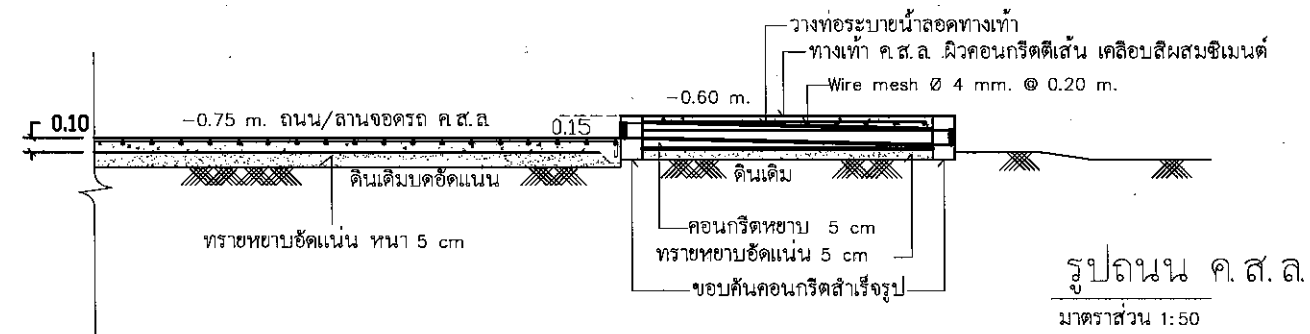 วางท่อระบายน้ำลอดทางเท้า
ทางเท้า ค.ส.ล. ผิวคอนกรีตตีเส้น เคลือบสีผสมซิเมนต์
Wire mesh Ø 4 mm. @ 0.20 m.
-0.60 m.
0.10
-0.75 m. ถนน/ลานจอดรถ ค.ส.ล.
0.15
ดินเดิมบดอัดแนน
ดินเดิม
ทรายหยาบอัดแน่น หนา 5 cm
คอนกรีตหยาบ 5 cm
ทรายหยาบอัดแน่น 5 cm
ขอบคันคอนกรีตสำเร็จรูป
รูปถนน ค.ส.ล.
มาตราส่วน 1:50